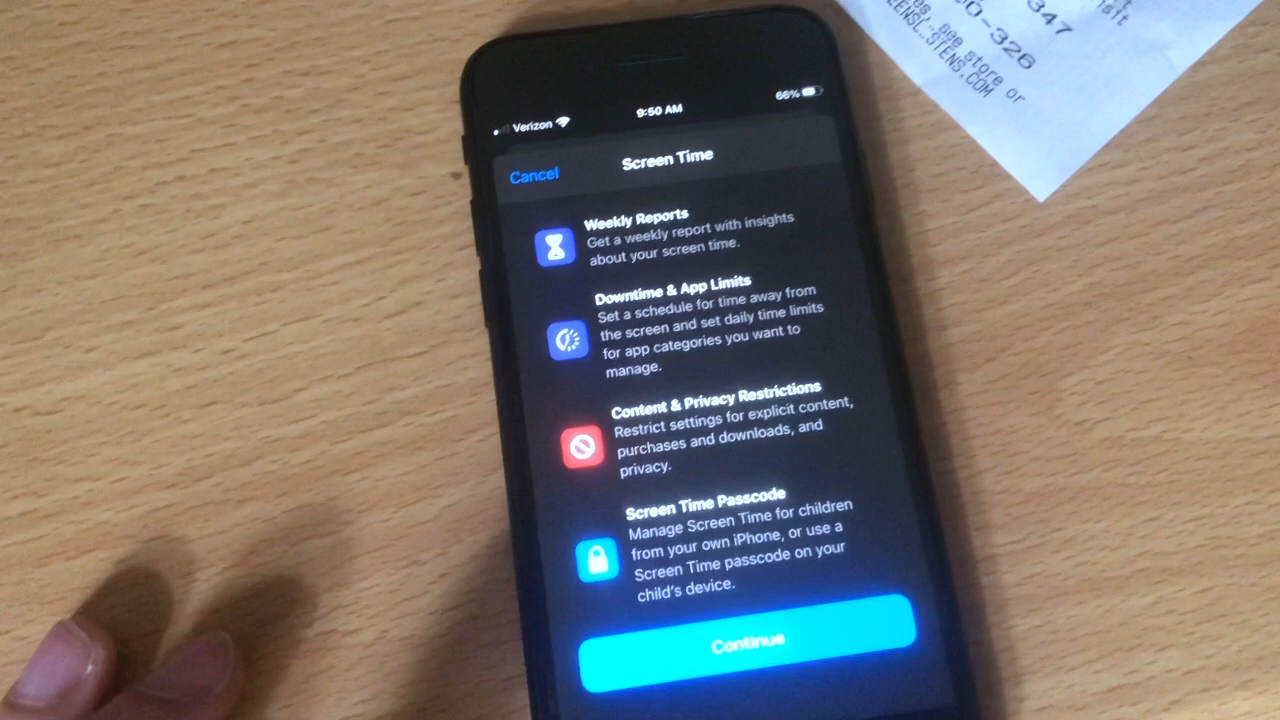 Verizon 9:50 AM 66%
Cancel Screen Time
Weekly Reports
Get a weekly report with insights
about your screen time.
Downtime & App Limits
Set a schedule for time away from
the screen and set daily time limits
for app categories you want to
manage.
Content & Privacy Restrictions
Restrict settings for explicit content,
purchases and downloads, and
privacy.
Screen Time Passcode
Manage Screen Time for children
from your own iPhone, or use a
Screen Time passcode on your
child's device.
Continue
347
-326
see store or
STENS.COM